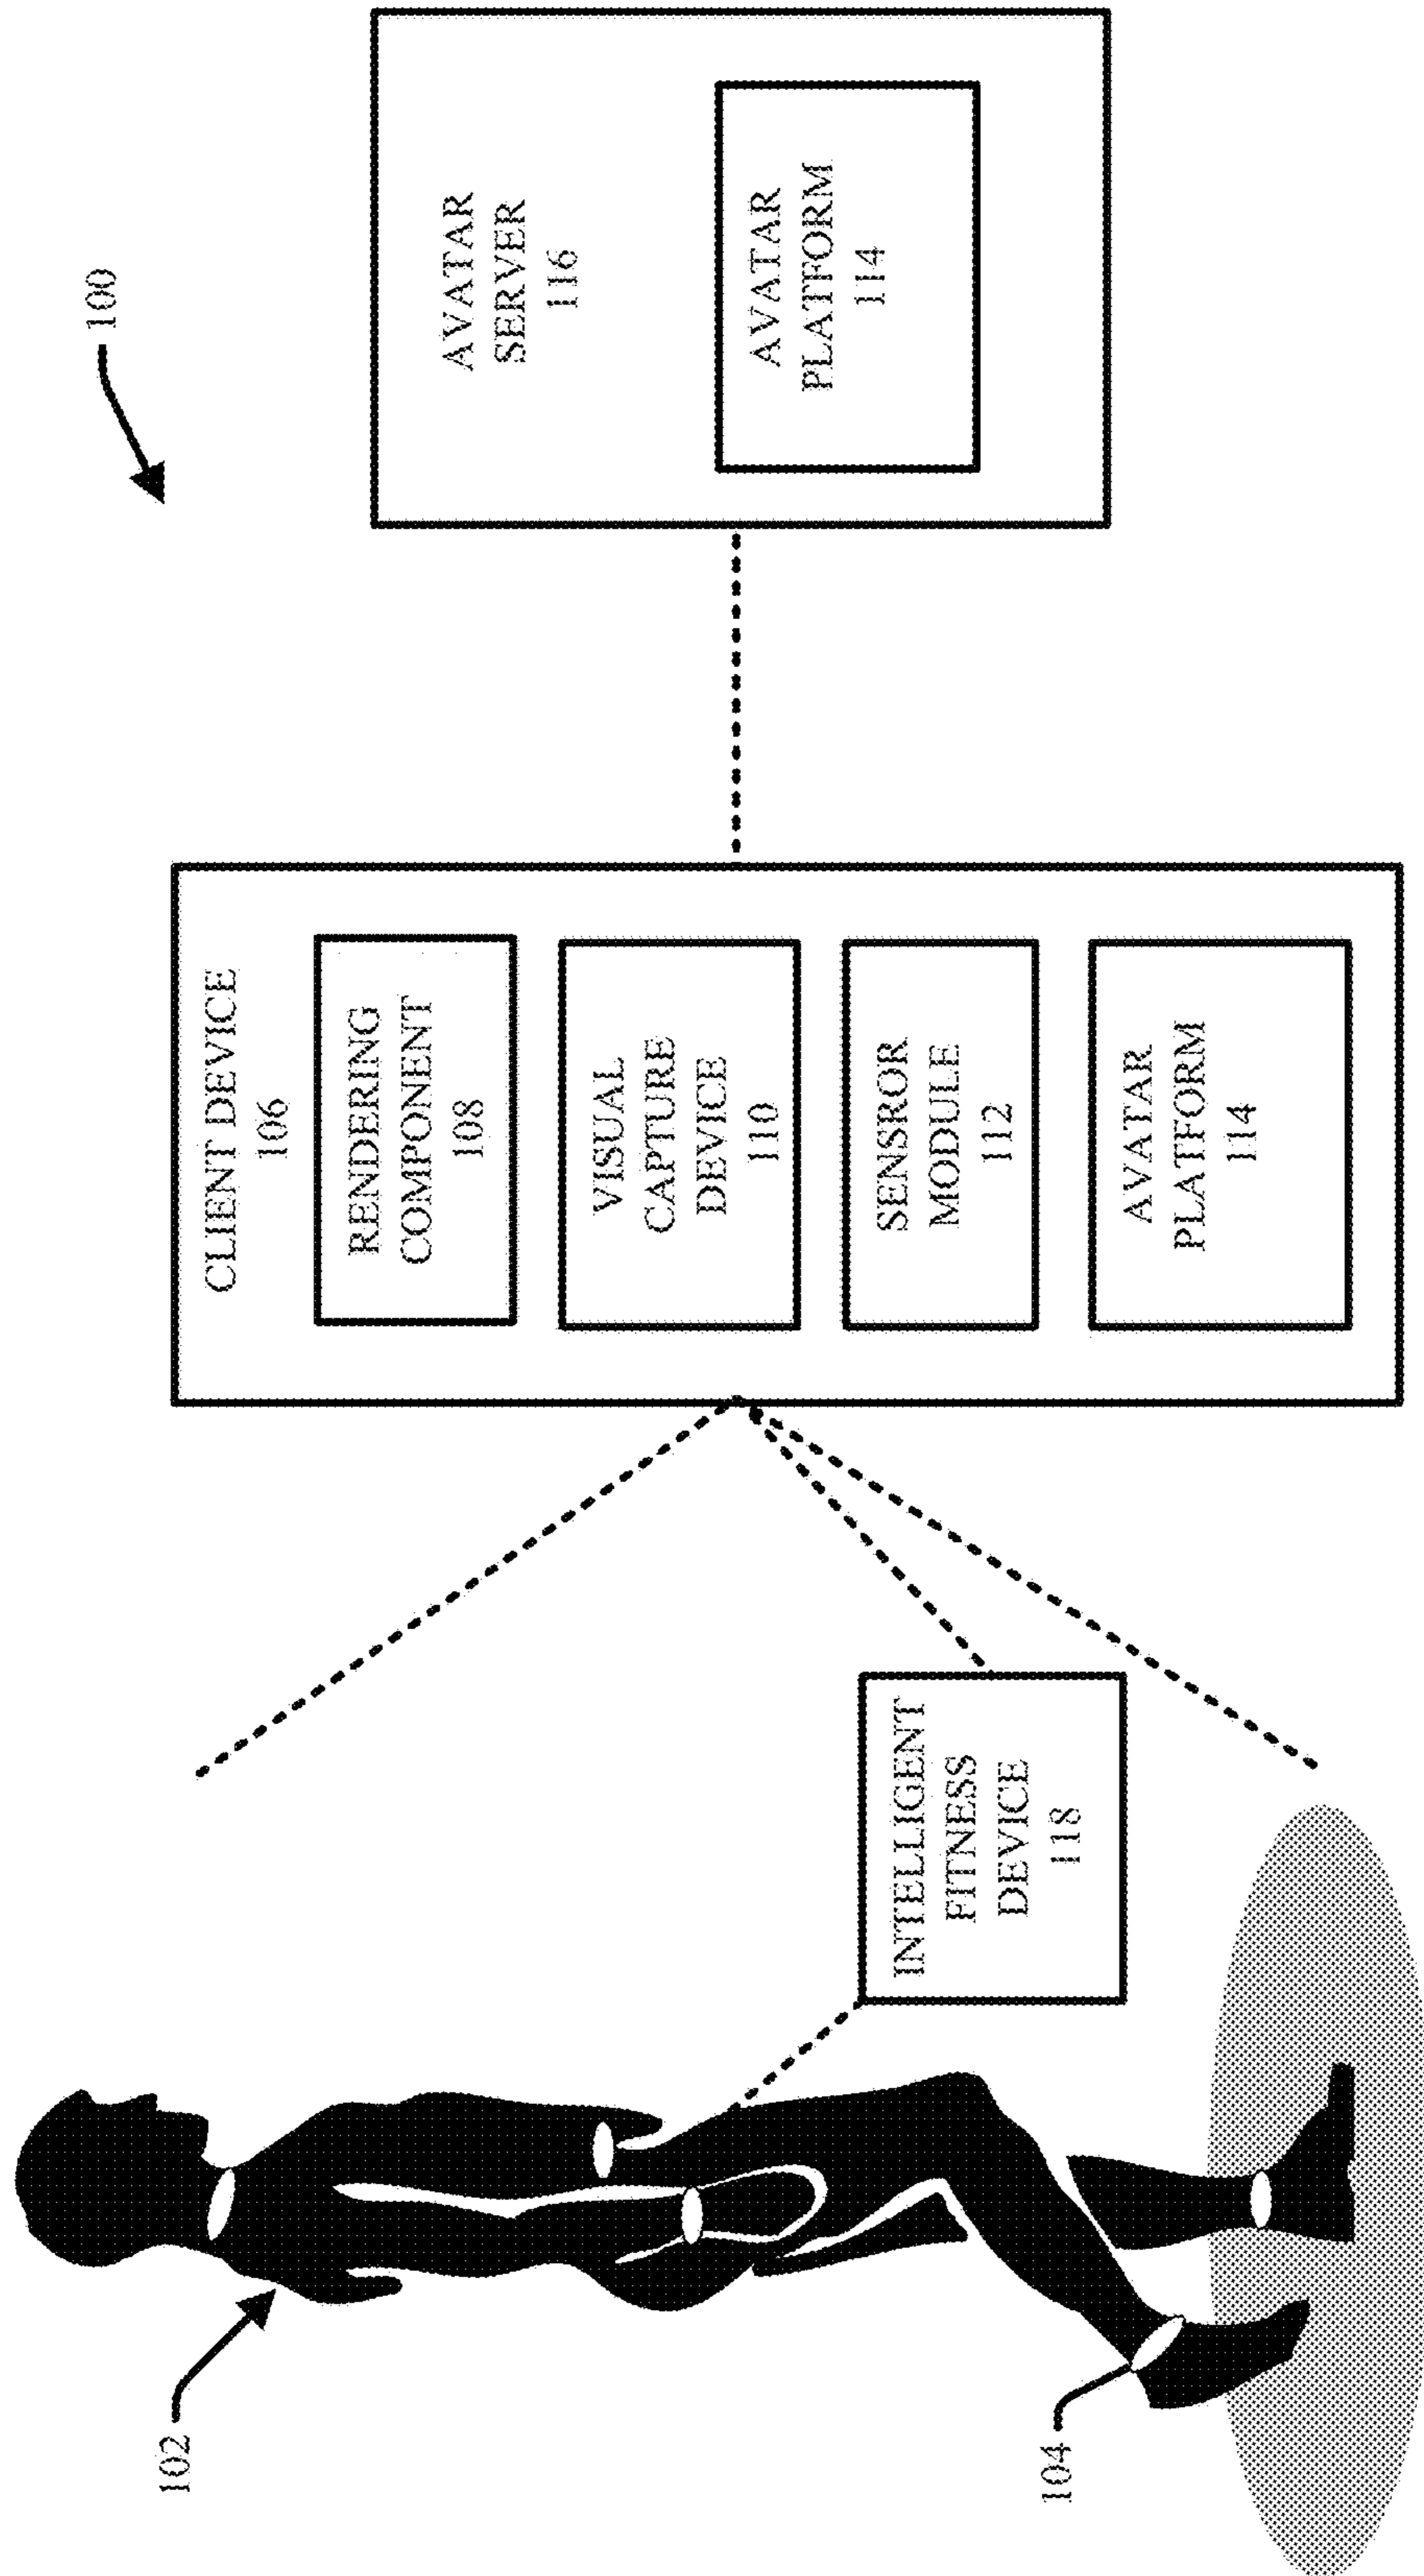 100
102
104
CLIENT DEVICE
106
RENDERING
COMPONENT
108
VISUAL
CAPTURE
DEVICE
110
SENSROR
MODULE
112
AVATAR
PLATFORM
114
AVATAR
SERVER
116
AVATAR
PLATFORM
114
INTELLIGENT
FITNESS
DEVICE
118